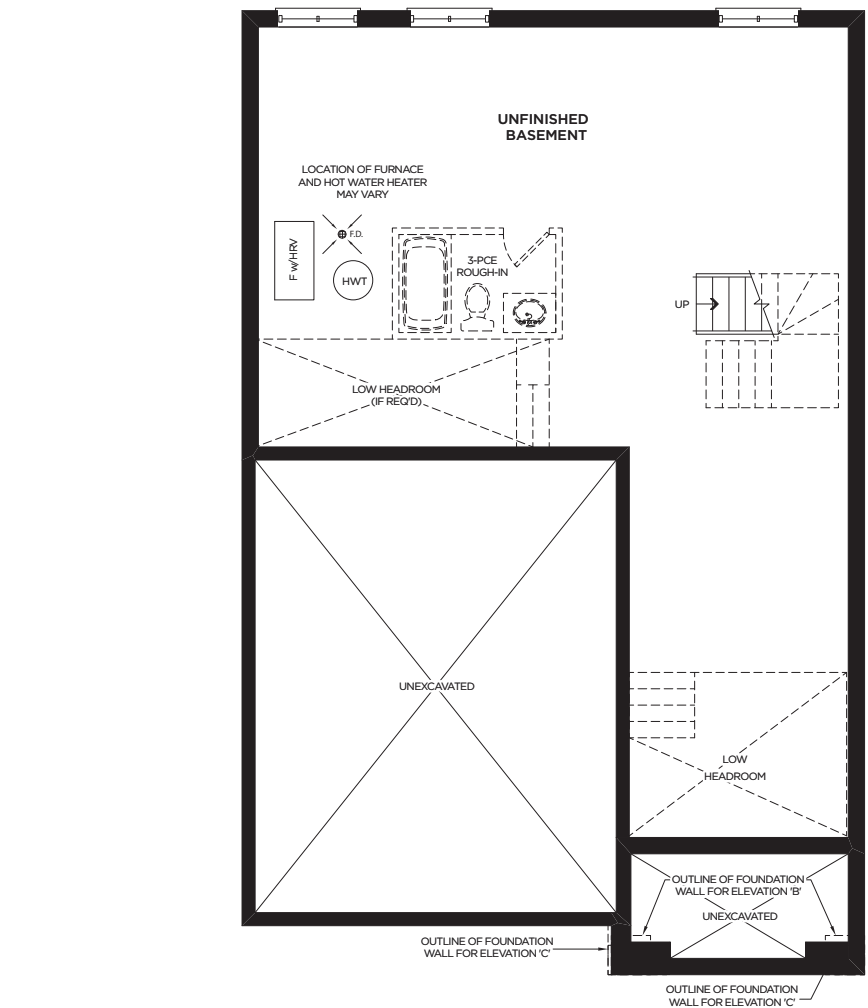 UNFINISHED
BASEMENT
LOCATION OF FURNACE
AND HOT WATER HEATER
MAY VARY
F.D.
F w/HRV
HWT
3-PCE
ROUGH-IN
UP
LOW HEADROOM
(IF REQ'D)
UNEXCAVATED
LOW
HEADROOM
OUTLINE OF FOUNDATION
WALL FOR ELEVATION 'B'
UNEXCAVATED
OUTLINE OF FOUNDATION
WALL FOR ELEVATION 'C'
OUTLINE OF FOUNDATION
WALL FOR ELEVATION 'C'